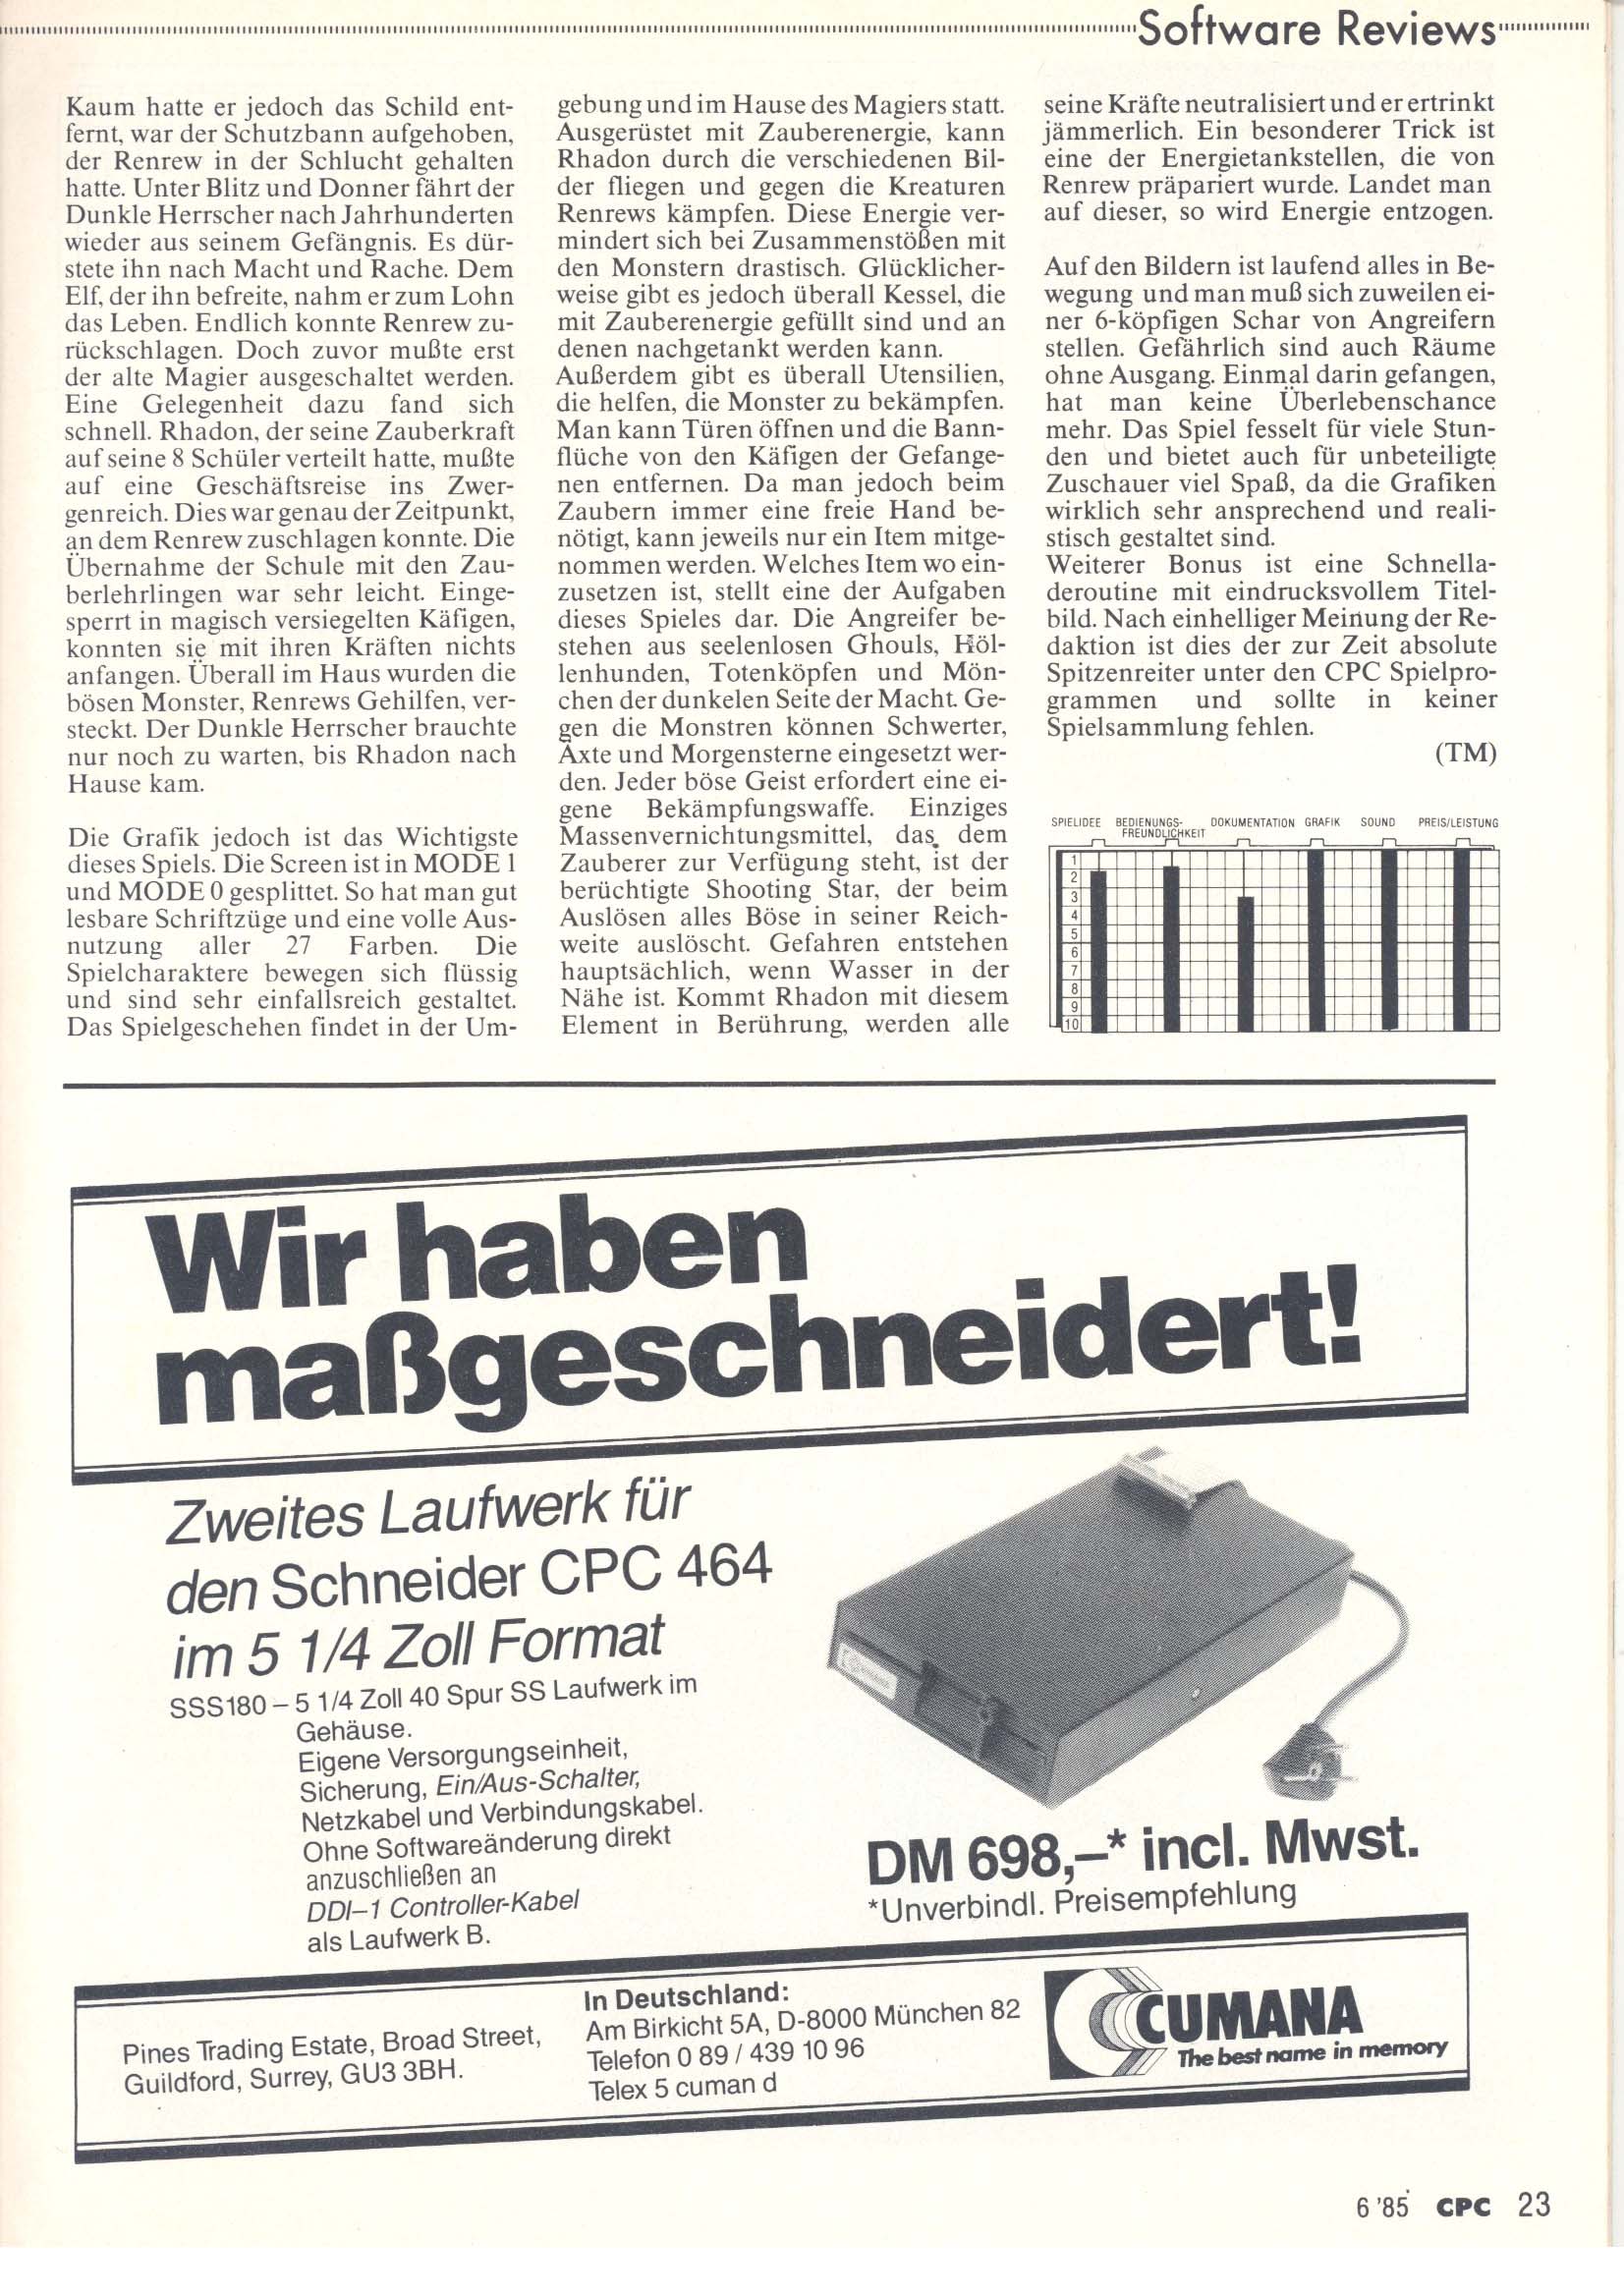 Software Reviews
Kaum hatte er jedoch das Schild ent-
fernt, war der Schutzbann aufgehoben,
der Renrew in der Schlucht gehalten
hatte. Unter Blitz und Donner fährt der
Dunkle Herrscher nach Jahrhunderten
wieder aus seinem Gefängnis. Es dür-
stete ihn nach Macht und Rache. Dem
Elf, der ihn befreite, nahm er zum Lohn
das Leben. Endlich konnte Renrew zu-
rückschlagen. Doch zuvor mußte erst
der alte Magier ausgeschaltet werden.
Eine Gelegenheit dazu fand sich
schnell. Rhadon, der seine Zauberkraft
auf seine 8 Schüler verteilt hatte, mußte
auf eine Geschäftsreise ins Zwer-
genreich. Dies war genau der Zeitpunkt,
an dem Renrew zuschlagen konnte. Die
Übernahme der Schule mit den Zau-
berlehrlingen war sehr leicht. Einge-
sperrt in magisch versiegelten Käfigen,
konnten sie mit ihren Kräften nichts
anfangen. Überall im Haus wurden die
bösen Monster, Renrews Gehilfen, ver-
steckt. Der Dunkle Herrscher brauchte
nur noch zu warten, bis Rhadon nach
Hause kam.
Die Grafik jedoch ist das Wichtigste
dieses Spiels. Die Screen ist in MODE 1
und MODE 0 gesplittet. So hat man gut
lesbare Schriftzüge und eine volle Aus-
nutzung aller 27 Farben. Die
Spielcharaktere bewegen sich flüssig
und sind sehr einfallsreich gestaltet.
Das Spielgeschehen findet in der Um-
gebung und im Hause des Magiers statt.
Ausgerüstet mit Zauberenergie, kann
Rhadon durch die verschiedenen Bil-
der fliegen und gegen die Kreaturen
Renrews kämpfen. Diese Energie ver-
mindert sich bei Zusammenstößen mit
den Monstern drastisch. Glücklicher-
weise gibt es jedoch überall Kessel, die
mit Zauberenergie gefüllt sind und an
denen nachgetankt werden kann.
Außerdem gibt es überall Utensilien,
die helfen, die Monster zu bekämpfen.
Man kann Türen öffnen und die Bann-
flüche von den Käfigen der Gefange-
nen entfernen. Da man jedoch beim
Zaubern immer eine freie Hand be-
nötigt, kann jeweils nur ein Item mitge-
nommen werden. Welches Item wo ein-
zusetzen ist, stellt eine der Aufgaben
dieses Spieles dar. Die Angreifer be-
stehen aus seelenlosen Ghouls, Höl-
lenhunden, Totenköpfen und Mön-
chen der dunkelen Seite der Macht. Ge-
gen die Monstren können Schwerter,
Äxte und Morgensterne eingesetzt wer-
den. Jeder böse Geist erfordert eine ei-
gene Bekämpfungswaffe. Einziges
Massenvernichtungsmittel, das, dem
Zauberer zur Verfügung steht, ist der
berüchtigte Shooting Star, der beim
Auslösen alles Böse in seiner Reich-
weite auslöscht. Gefahren entstehen
hauptsächlich, wenn Wasser in der
Nähe ist. Kommt Rhadon mit diesem
Element in Berührung, werden alle
seine Kräfte neutralisiert und er ertrinkt
jämmerlich. Ein besonderer Trick ist
eine der Energietankstellen, die von
Renrew präpariert wurde. Landet man
auf dieser, so wird Energie entzogen.
Auf den Bildern ist laufend alles in Be-
wegung und man muß sich zuweilen ei-
ner 6-köpfigen Schar von Angreifern
stellen. Gefährlich sind auch Räume
ohne Ausgang. Einmal darin gefangen,
hat man keine Überlebenschance
mehr. Das Spiel fesselt für viele Stun-
den und bietet auch für unbeteiligte
Zuschauer viel Spaß, da die Grafiken
wirklich sehr ansprechend und reali-
stisch gestaltet sind.
Weiterer Bonus ist eine Schnella-
deroutine mit eindrucksvollem Titel-
bild. Nach einhelliger Meinung der Re-
daktion ist dies der zur Zeit absolute
Spitzenreiter unter den CPC Spielpro-
grammen und sollte in keiner
Spielsammlung fehlen.
(TM)
SPIELIDEE BEDIENUNGS- DOKUMENTATION GRAFIK SOUND PREIS/LEISTUNG
FREUNDLICHKEIT
1
2
3
4
5
6
7
8
9
10
Wir haben
maßgeschneidert!
Zweites Laufwerk für
den Schneider CPC 464
im 5 1/4 Zoll Format
SSS180 – 5 1/4 Zoll 40 Spur SS Laufwerk im
Gehäuse.
Eigene Versorgungseinheit,
Sicherung, Ein/Aus-Schalter,
Netzkabel und Verbindungskabel.
Ohne Softwareänderung direkt
anzuschließen an
DDI–1 Controller-Kabel
als Laufwerk B.
CUMANA
DM 698,–* incl. Mwst.
*Unverbindl. Preisempfehlung
Pines Trading Estate, Broad Street,
Guildford, Surrey, GU3 3BH.
In Deutschland:
Am Birkicht 5A, D-8000 München 82
Telefon 0 89 / 439 10 96
Telex 5 cuman d
CUMANA
The best name in memory
6 '85 CPC 23